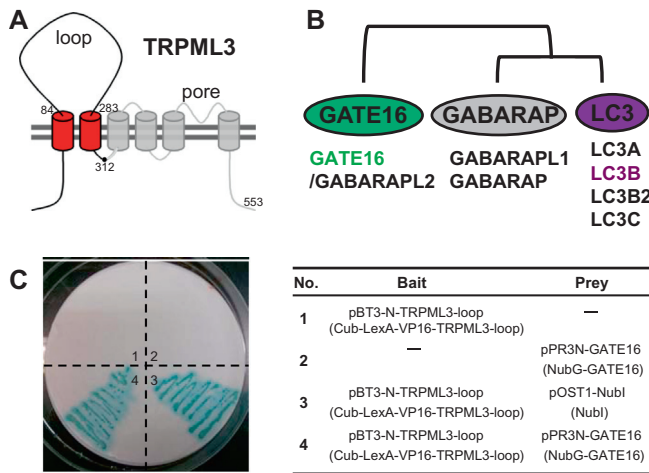 A
loop
TRPML3
pore
84
283
312
553
B
GATE16
GABARAP
LC3
GATE16
/GABARAPL2
GABARAPL1
GABARAP
LC3A
LC3B
LC3B2
LC3C
C
1 2
4 3
No. Bait Prey
1 pBT3-N-TRPML3-loop —
(Cub-LexA-VP16-TRPML3-loop)
2 — pPR3N-GATE16
(NubG-GATE16)
3 pBT3-N-TRPML3-loop pOST1-NubI
(Cub-LexA-VP16-TRPML3-loop) (NubI)
4 pBT3-N-TRPML3-loop pPR3N-GATE16
(Cub-LexA-VP16-TRPML3-loop) (NubG-GATE16)